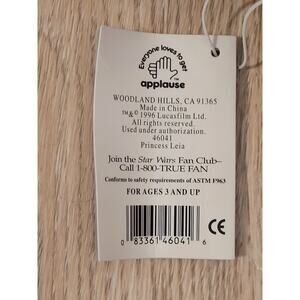 Everyone loves to get
applause™
WOODLAND HILLS, CA 91365
Made in China
™&© 1996 Lucasfilm Ltd.
All rights reserved.
Used under authorization.
46041
Princess Leia
Join the Star Wars Fan Club–
Call 1-800-TRUE FAN
Conforms to safety requirements of ASTM F963
FOR AGES 3 AND UP
CE
0 83361 46041 6